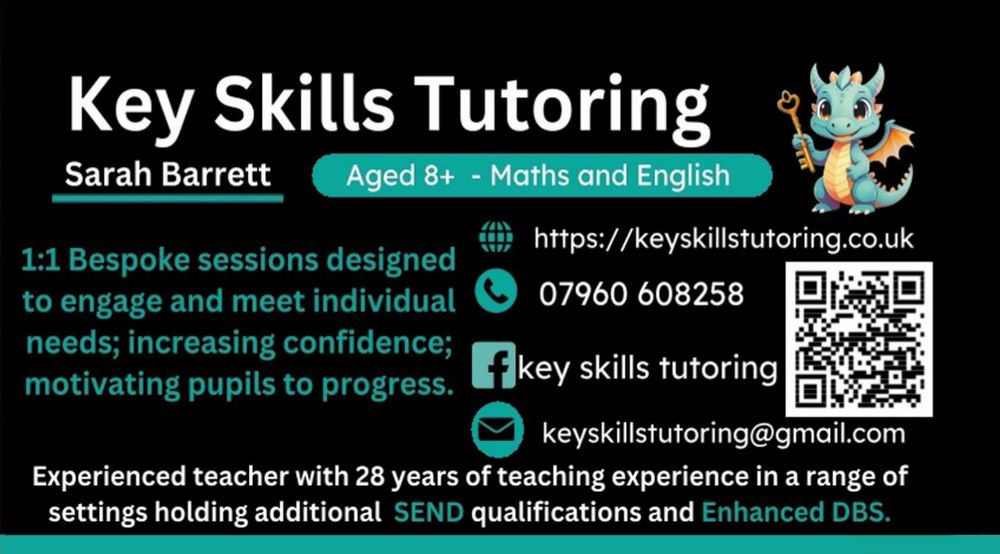 Key Skills Tutoring
Sarah Barrett
Aged 8+ - Maths and English
1:1 Bespoke sessions designed
to engage and meet individual
needs; increasing confidence;
motivating pupils to progress.
https://keyskillstutoring.co.uk
07960 608258
key skills tutoring
keyskillstutoring@gmail.com
Experienced teacher with 28 years of teaching experience in a range of
settings holding additional SEND qualifications and Enhanced DBS.